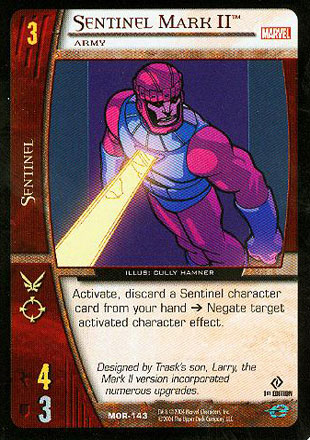 3
SENTINEL MARK II™
ARMY
MARVEL
SENTINEL
ILLUS: CULLY HAMNER
Activate, discard a Sentinel character
card from your hand → Negate target
activated character effect.
Designed by Trask's son, Larry, the
Mark II version incorporated
numerous upgrades.
4
3
MOR-143
1ST EDITION